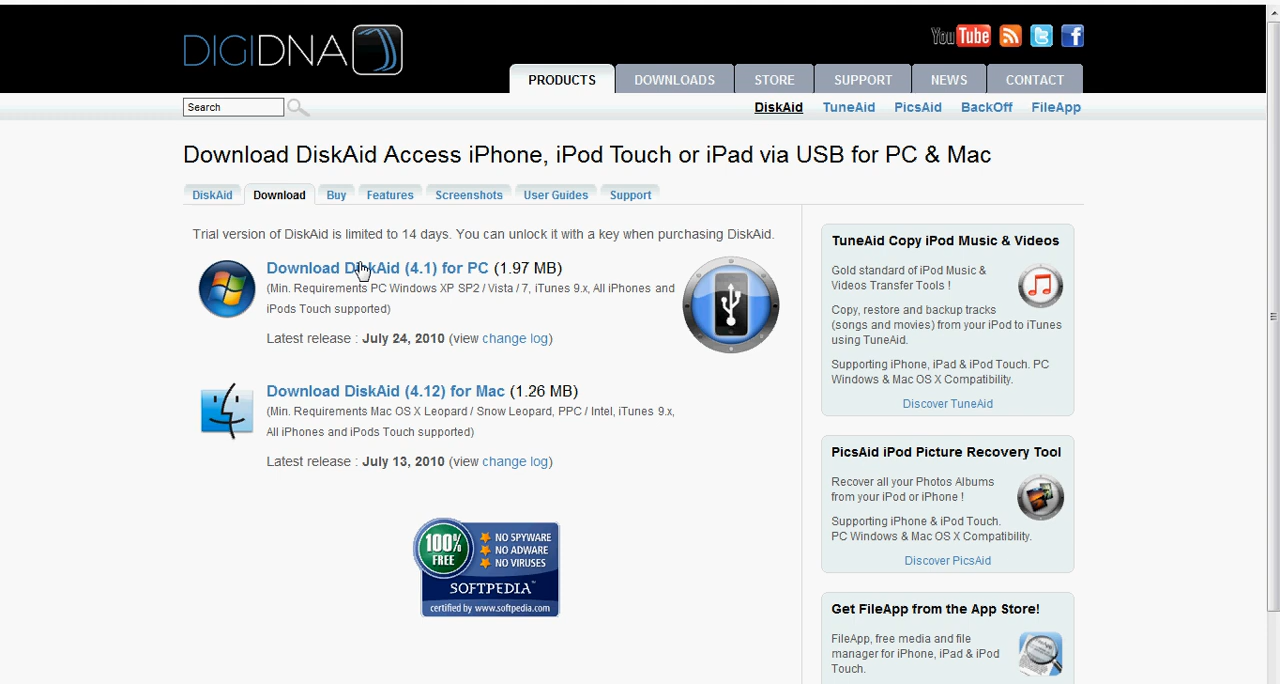 DIGIDNA
YouTube
PRODUCTS
DOWNLOADS
STORE
SUPPORT
NEWS
CONTACT
Search
DiskAid
TuneAid
PicsAid
BackOff
FileApp
Download DiskAid Access iPhone, iPod Touch or iPad via USB for PC & Mac
DiskAid
Download
Buy
Features
Screenshots
User Guides
Support
Trial version of DiskAid is limited to 14 days. You can unlock it with a key when purchasing DiskAid.
Download DiskAid (4.1) for PC (1.97 MB)
(Min. Requirements PC Windows XP SP2 / Vista / 7, iTunes 9.x, All iPhones and
iPods Touch supported)
Latest release : July 24, 2010 (view change log)
Download DiskAid (4.12) for Mac (1.26 MB)
(Min. Requirements Mac OS X Leopard / Snow Leopard, PPC / Intel, iTunes 9.x,
All iPhones and iPods Touch supported)
Latest release : July 13, 2010 (view change log)
100%
FREE
NO SPYWARE
NO ADWARE
NO VIRUSES
SOFTPEDIA™
certified by www.softpedia.com
TuneAid Copy iPod Music & Videos
Gold standard of iPod Music &
Videos Transfer Tools !
Copy, restore and backup tracks
(songs and movies) from your iPod to iTunes
using TuneAid.
Supporting iPhone, iPad & iPod Touch. PC
Windows & Mac OS X Compatibility.
Discover TuneAid
PicsAid iPod Picture Recovery Tool
Recover all your Photos Albums
from your iPod or iPhone !
Supporting iPhone & iPod Touch.
PC Windows & Mac OS X Compatibility.
Discover PicsAid
Get FileApp from the App Store!
FileApp, free media and file
manager for iPhone, iPad & iPod
Touch.